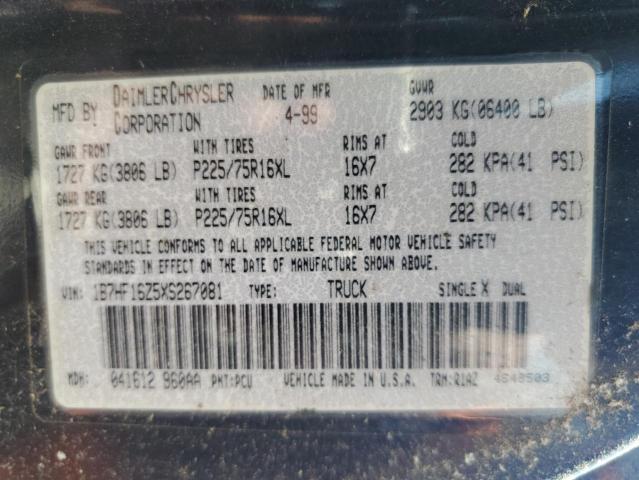 MFD BY DAIMLERCHRYSLER CORPORATION DATE OF MFR 4-99 GVWR 2903 KG(06400 LB)
GAWR FRONT WITH TIRES RIMS AT COLD
1727 KG(3806 LB) P225/75R16XL 16X7 282 KPA(41 PSI)
GAWR REAR WITH TIRES RIMS AT COLD
1727 KG(3806 LB) P225/75R16XL 16X7 282 KPA(41 PSI)
THIS VEHICLE CONFORMS TO ALL APPLICABLE FEDERAL MOTOR VEHICLE SAFETY
STANDARDS IN EFFECT ON THE DATE OF MANUFACTURE SHOWN ABOVE.
VIN: 1B7HF16Z5XS267081 TYPE: TRUCK SINGLE X DUAL
MDH: 041612 960AA PNT:PCU VEHICLE MADE IN U.S.A. TRM:R1AZ